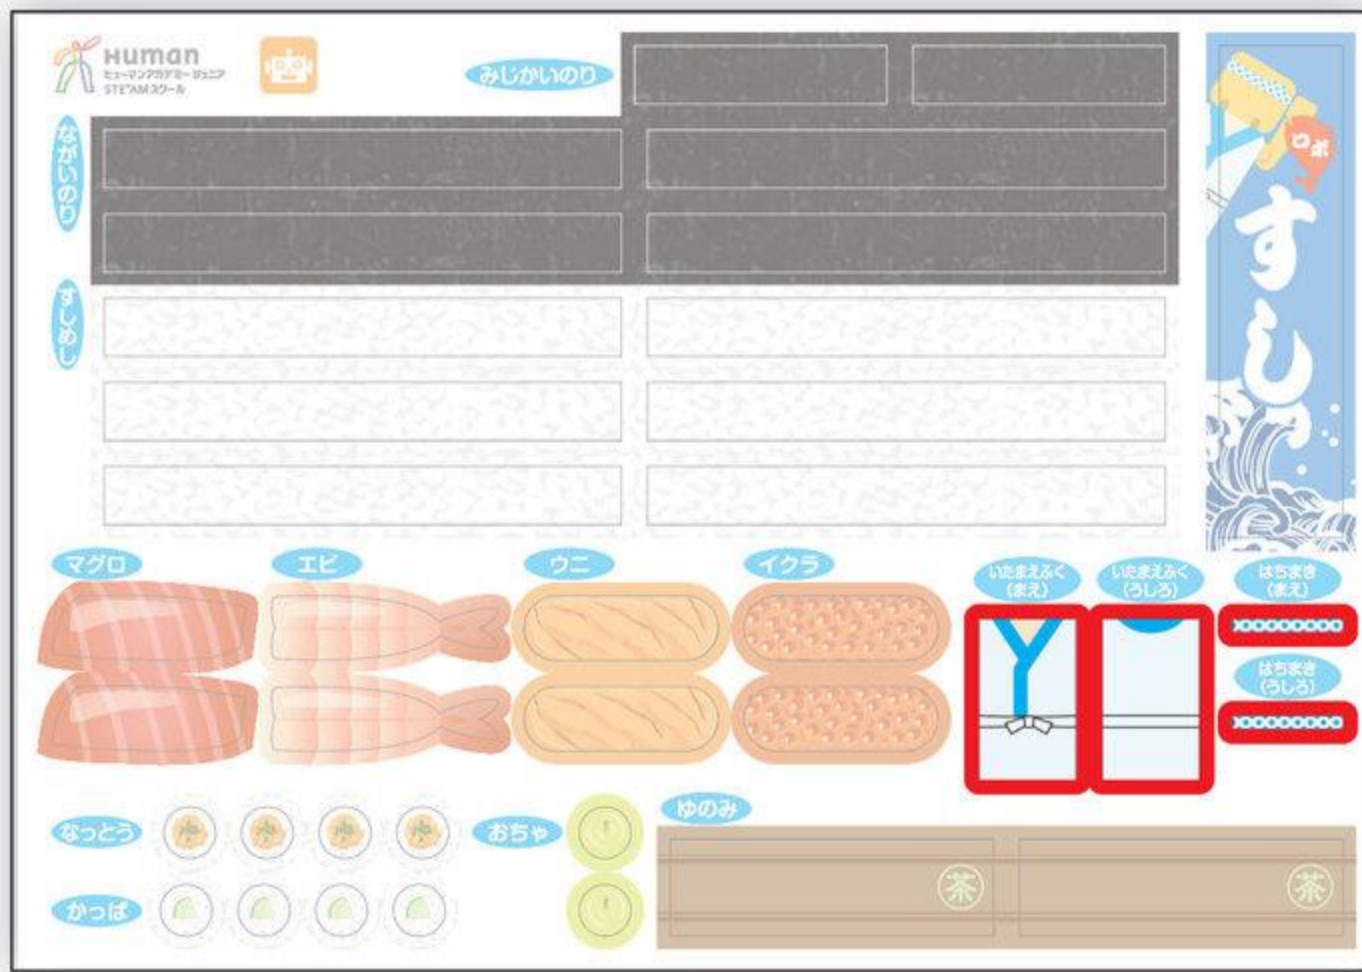 Human
ヒューマンアカデミージュニア
STEAMスクール
みじかいのり
ながいのり
すしめし
ロボ
すしっ
マグロ
エビ
ウニ
イクラ
いたまえふく
(まえ)
いたまえふく
(うしろ)
はちまき
(まえ)
はちまき
(うしろ)
なっとう
おちゃ
ゆのみ
かっぱ
茶
茶